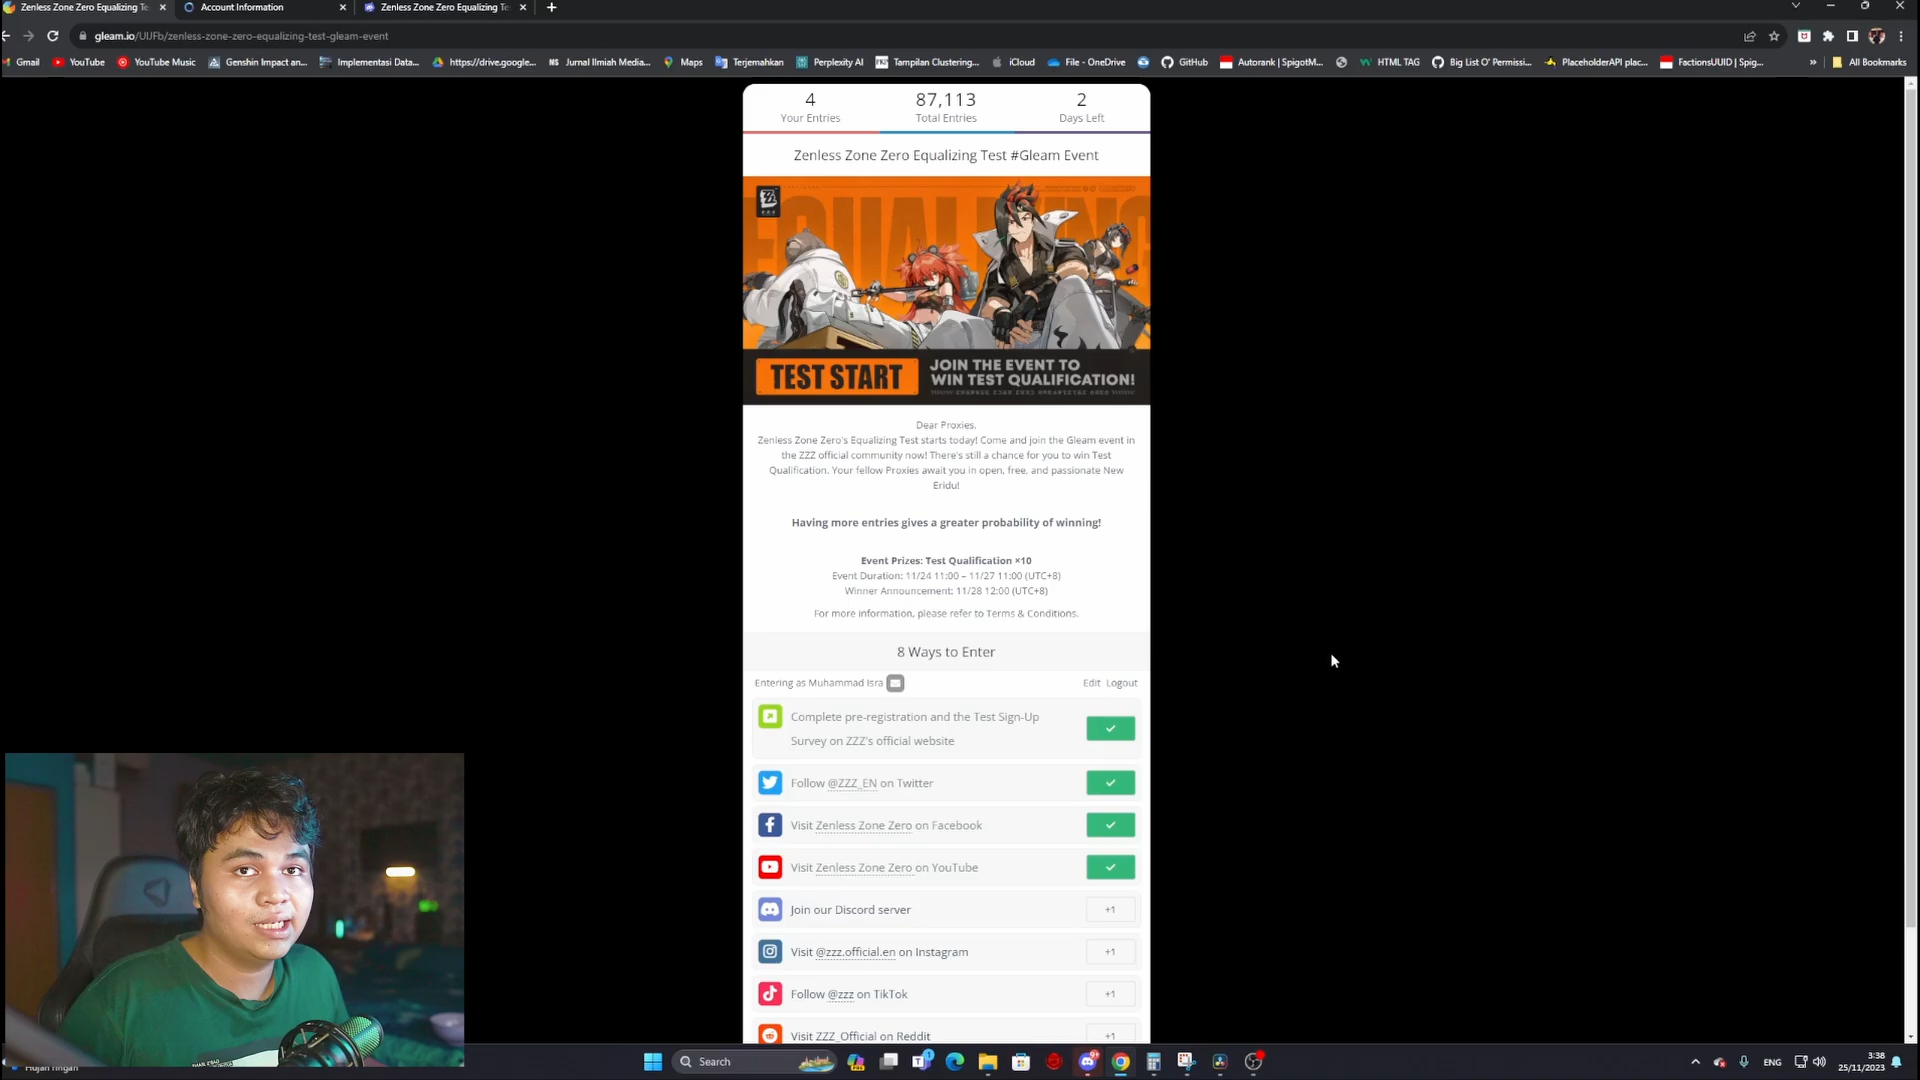 Zenless Zone Zero Equalizing Te
Account Information
Zenless Zone Zero Equalizing Te
gleam.io/UIJFb/zenless-zone-zero-equalizing-test-gleam-event
Gmail
YouTube
YouTube Music
Genshin Impact an...
Implementasi Data...
https://drive.google...
Jurnal Ilmiah Media...
Maps
Terjemahan
Perplexity AI
Tampilan Clustering...
iCloud
File - OneDrive
GitHub
Autorank | SpigotM...
HTML TAG
Big List O' Permissi...
PlaceholderAPI plac...
FactionsUUID | Spig...
»
All Bookmarks
4
87,113
2
Your Entries
Total Entries
Days Left
Zenless Zone Zero Equalizing Test #Gleam Event
TEST START
JOIN THE EVENT TO
WIN TEST QUALIFICATION!
Dear Proxies,
Zenless Zone Zero's Equalizing Test starts today! Come and join the Gleam event in
the ZZZ official community now! There's still a chance for you to win Test
Qualification. Your fellow Proxies await you in open, free, and passionate New
Eridu!
Having more entries gives a greater probability of winning!
Event Prizes: Test Qualification ×10
Event Duration: 11/24 11:00 – 11/27 11:00 (UTC+8)
Winner Announcement: 11/28 12:00 (UTC+8)
For more information, please refer to Terms & Conditions.
8 Ways to Enter
Entering as Muhammad Isra
Edit Logout
Complete pre-registration and the Test Sign-Up
Survey on ZZZ's official website
Follow @ZZZ_EN on Twitter
Visit Zenless Zone Zero on Facebook
Visit Zenless Zone Zero on YouTube
Join our Discord server
+1
Visit @zzz.official.en on Instagram
+1
Follow @zzz on TikTok
+1
Visit ZZZ_Official on Reddit
+1
Hujan ringan
Search
ENG
3:38
25/11/2023